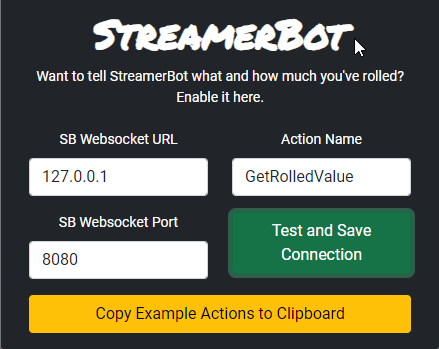 StreamerBot
Want to tell StreamerBot what and how much you've rolled?
Enable it here.
SB Websocket URL
Action Name
127.0.0.1
GetRolledValue
SB Websocket Port
8080
Test and Save
Connection
Copy Example Actions to Clipboard